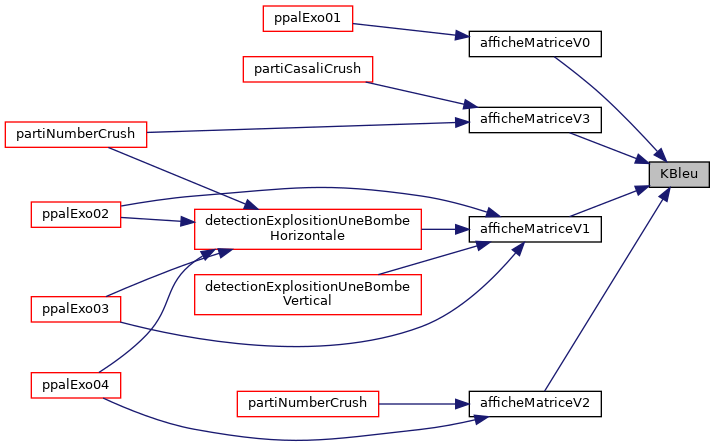 ppalExo01
afficheMatriceV0
partiCasaliCrush
afficheMatriceV3
partiNumberCrush
KBleu
ppalExo02
detectionExplositionUneBombe
Horizontale
afficheMatriceV1
detectionExplositionUneBombe
Vertical
ppalExo03
ppalExo04
partiNumberCrush
afficheMatriceV2